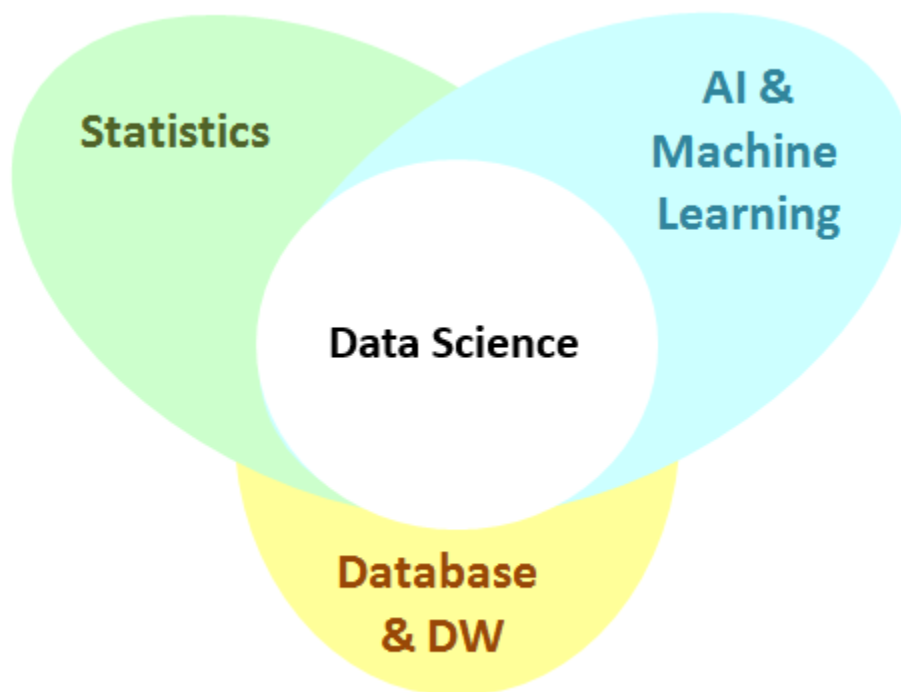 Statistics
AI &
Machine
Learning
Data Science
Database
& DW